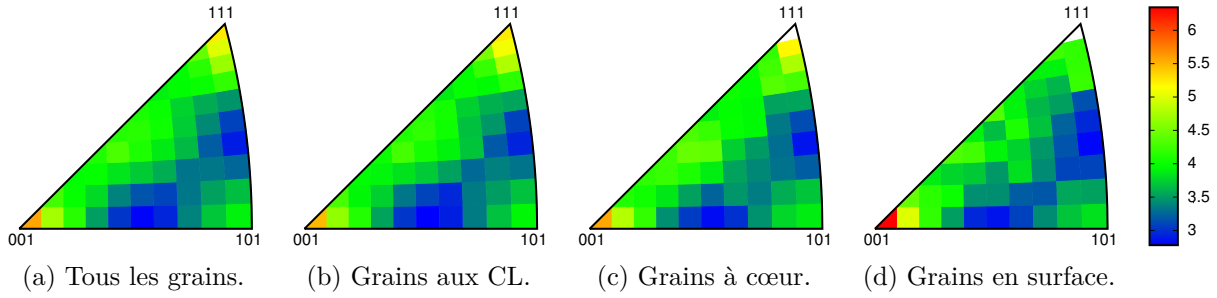 111 111 111 111
6
5.5
5
4.5
4
3.5
3
001 101 001 101 001 101 001 101
(a) Tous les grains. (b) Grains aux CL. (c) Grains à cœur. (d) Grains en surface.